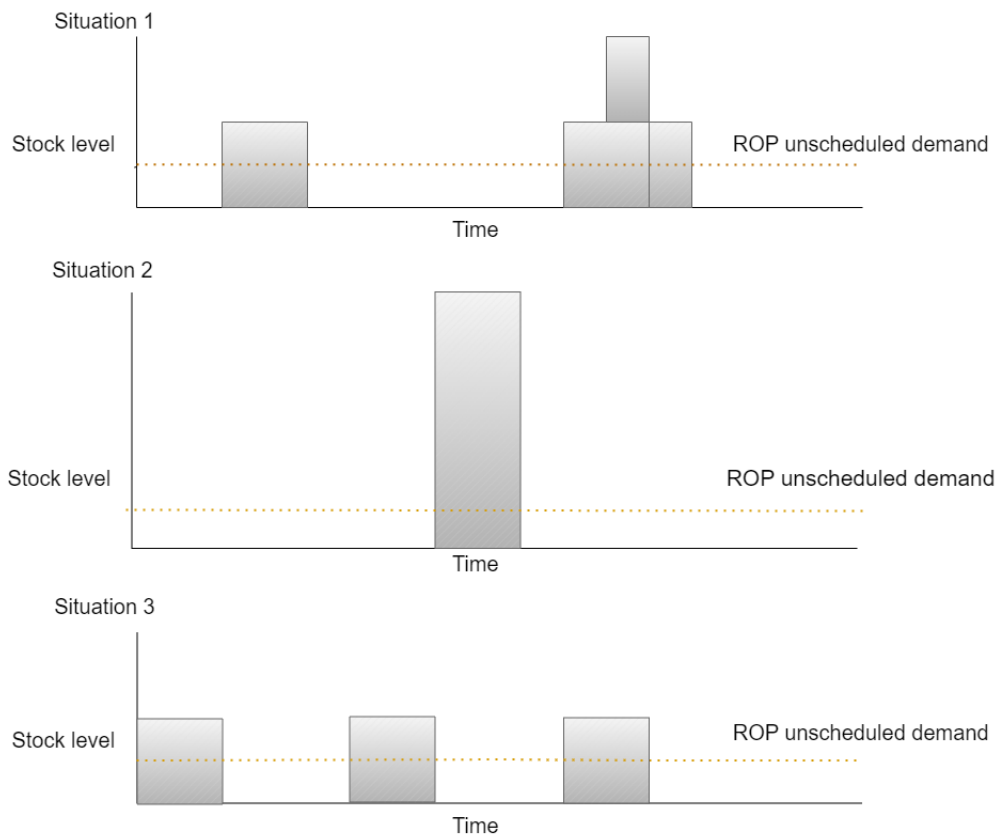 Situation 1
Stock level
ROP unscheduled demand
Time
Situation 2
Stock level
ROP unscheduled demand
Time
Situation 3
Stock level
ROP unscheduled demand
Time